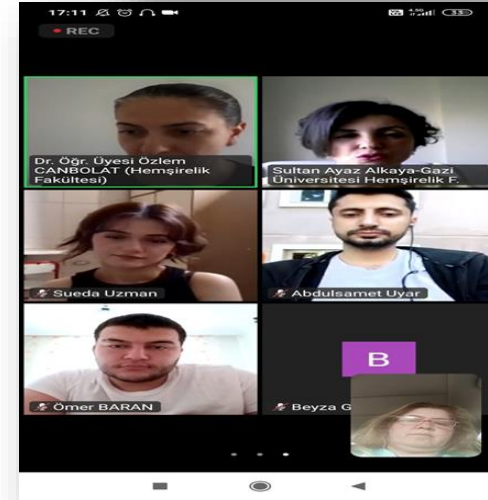 17:11
REC
Dr. Öğr. Üyesi Özlem
CANBOLAT (Hemşirelik
Fakültesi)
Sultan Ayaz Alkaya-Gazi
Üniversitesi Hemşirelik F.
Sueda Uzman
Abdulsamet Uyar
B
Ömer BARAN
Beyza G